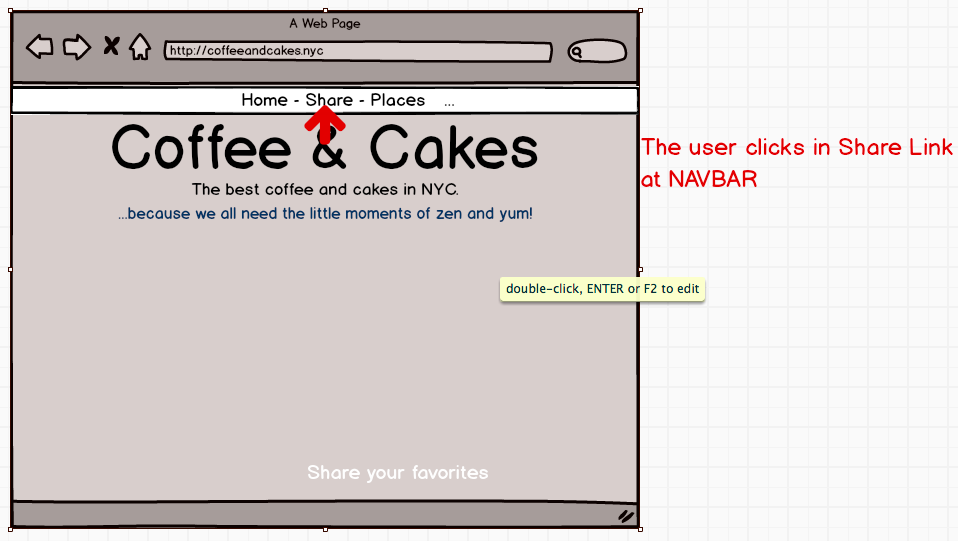 A Web Page
http://coffeeandcakes.nyc
Home - Share - Places ...
Coffee & Cakes
The best coffee and cakes in NYC.
...because we all need the little moments of zen and yum!
The user clicks in Share Link
at NAVBAR
double-click, ENTER or F2 to edit
Share your favorites